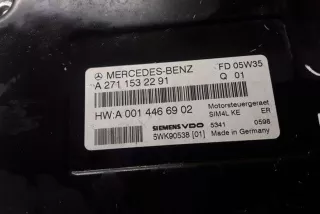 MERCEDES-BENZ FD 05W35
A 271 153 22 91 Q 01
HW:A 001 446 69 02 Motorsteuergeraet
SIM4L KE ER
SIEMENS VDO 5341 0598
5WK90538 [01] Made in Germany